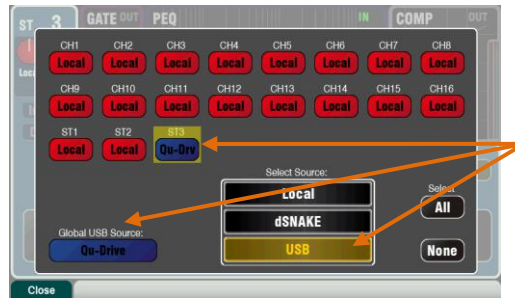 ST 3 GATE OUT PEQ IN COMP OUT
CH1 CH2 CH3 CH4 CH5 CH6 CH7 CH8
Local Local Local Local Local Local Local Local
CH9 CH10 CH11 CH12 CH13 CH14 CH15 CH16
Local Local Local Local Local Local Local Local
ST1 ST2 ST3
Local Local Qu-Drv
Select Source:
Local
dSNAKE
USB
Select
All
None
Global USB Source:
Qu-Drive
Close